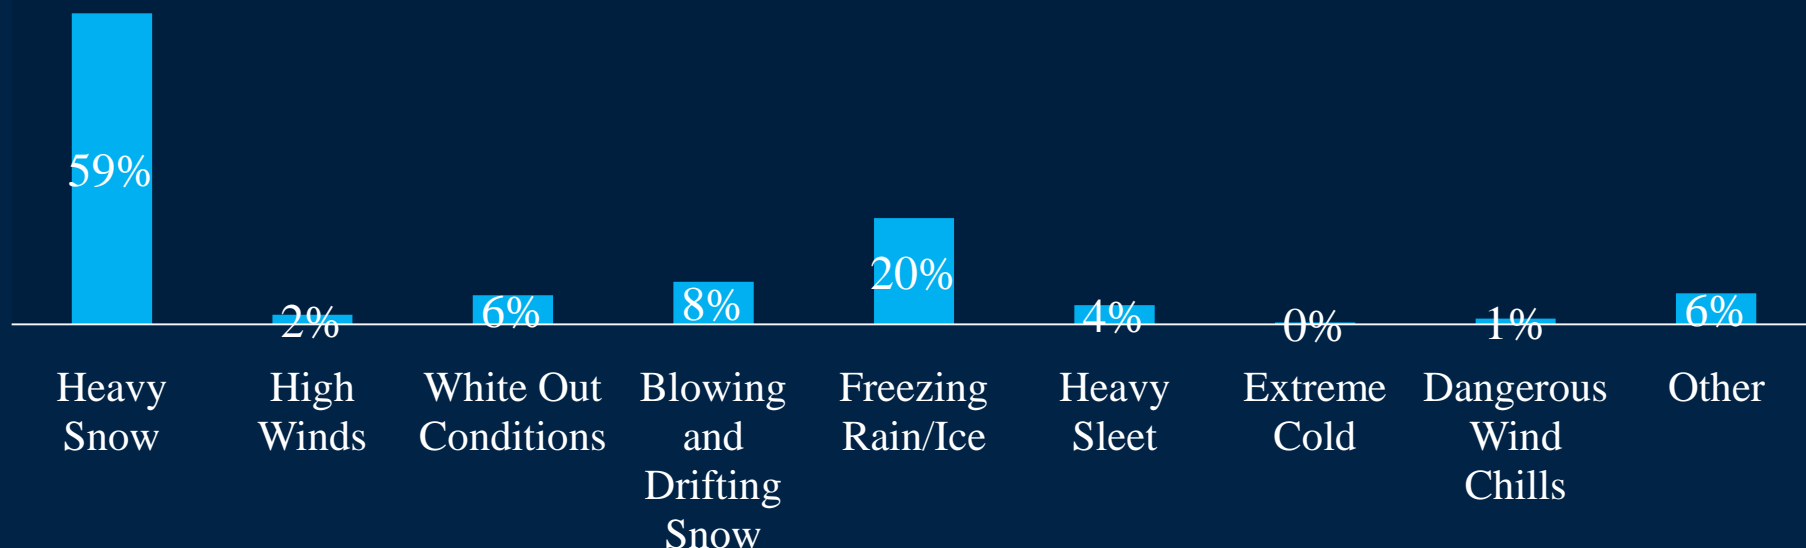 59%
2%
6%
8%
20%
4%
0%
1%
6%
Heavy
Snow
High
Winds
White Out
Conditions
Blowing
and
Drifting
Snow
Freezing
Rain/Ice
Heavy
Sleet
Extreme
Cold
Dangerous
Wind
Chills
Other